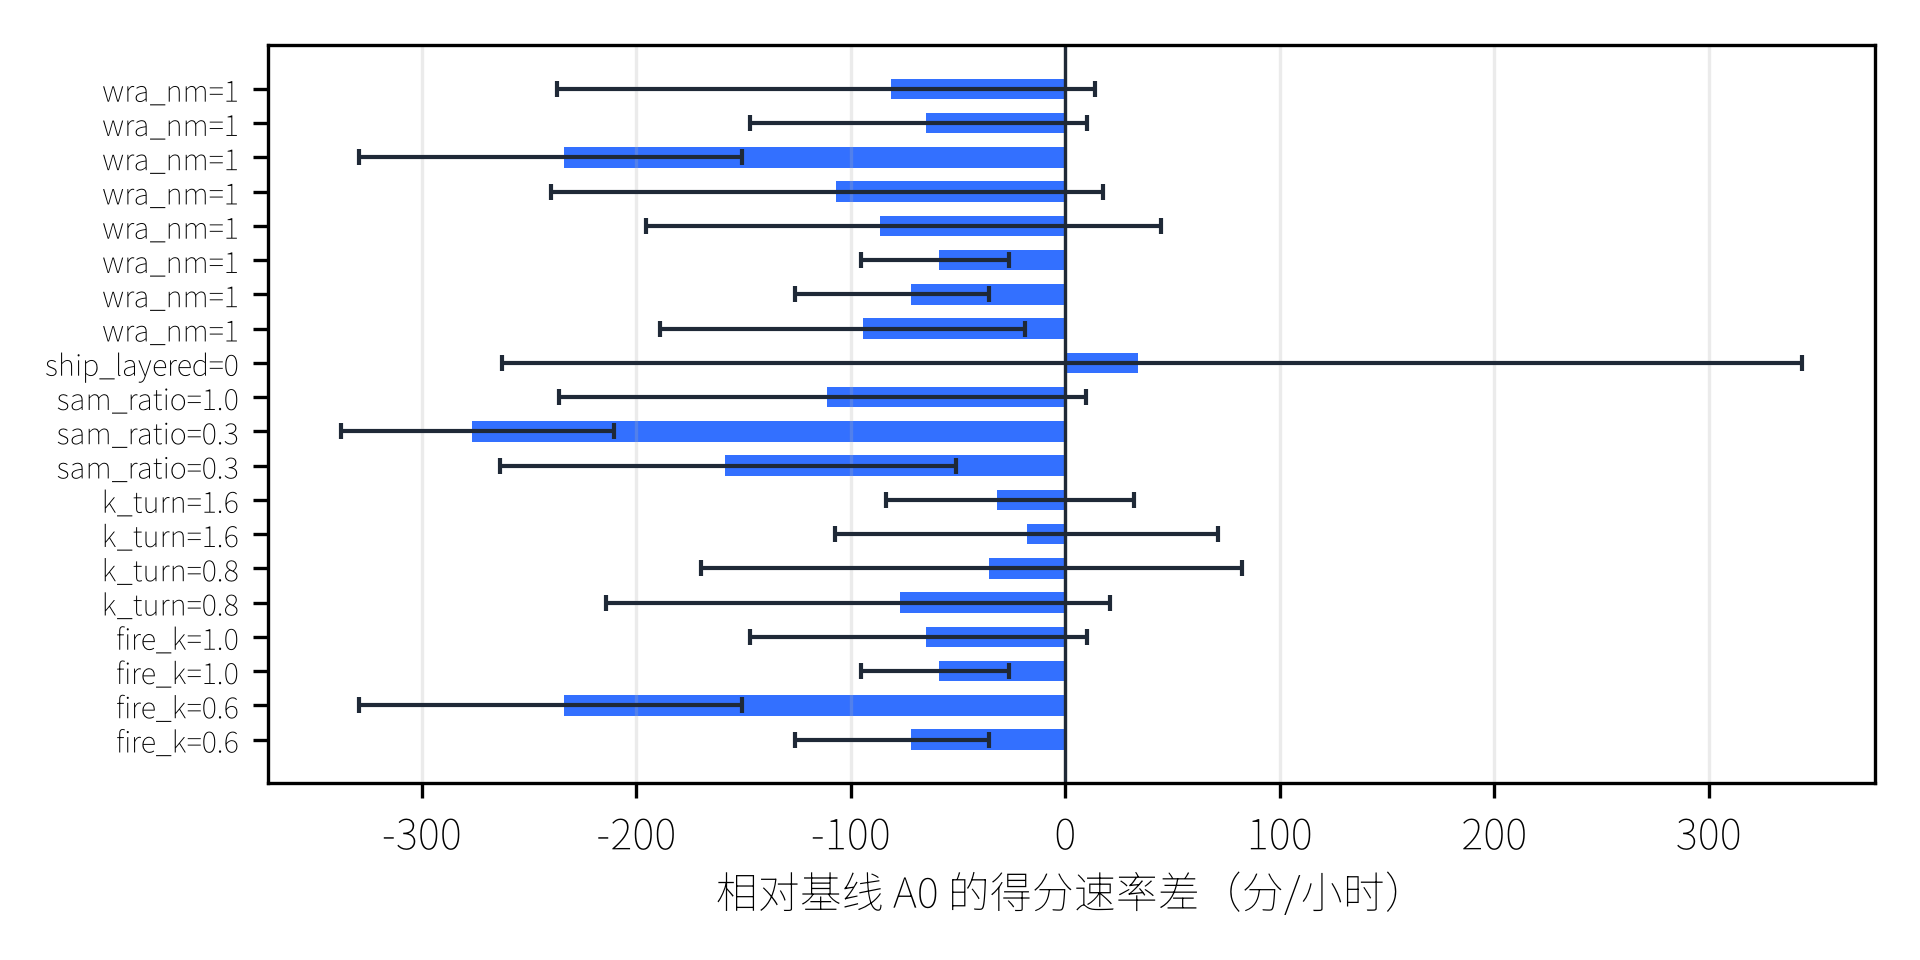 wra_nm=1
wra_nm=1
wra_nm=1
wra_nm=1
wra_nm=1
wra_nm=1
wra_nm=1
wra_nm=1
ship_layered=0
sam_ratio=1.0
sam_ratio=0.3
sam_ratio=0.3
k_turn=1.6
k_turn=1.6
k_turn=0.8
k_turn=0.8
fire_k=1.0
fire_k=1.0
fire_k=0.6
fire_k=0.6
-300 -200 -100 0 100 200 300
相对基线 A0 的得分速率差（分/小时）